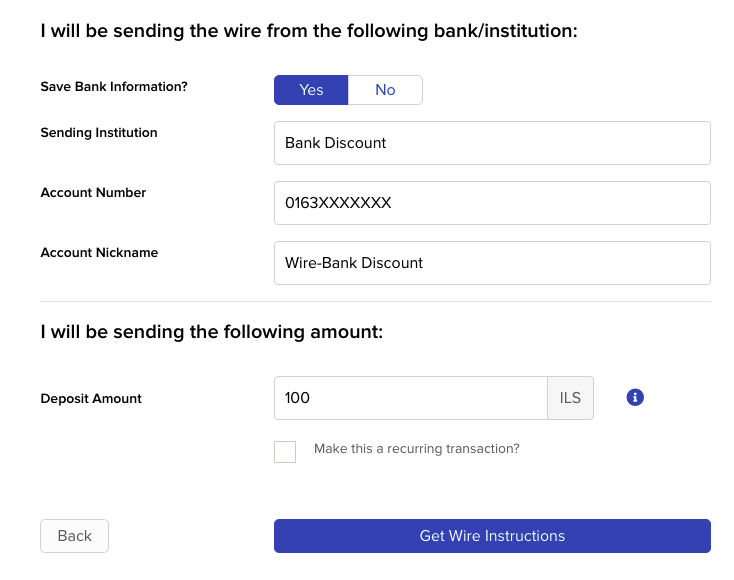 I will be sending the wire from the following bank/institution:
Save Bank Information? Yes No
Sending Institution Bank Discount
Account Number 0163XXXXXXX
Account Nickname Wire-Bank Discount
I will be sending the following amount:
Deposit Amount 100 ILS
Make this a recurring transaction?
Back Get Wire Instructions